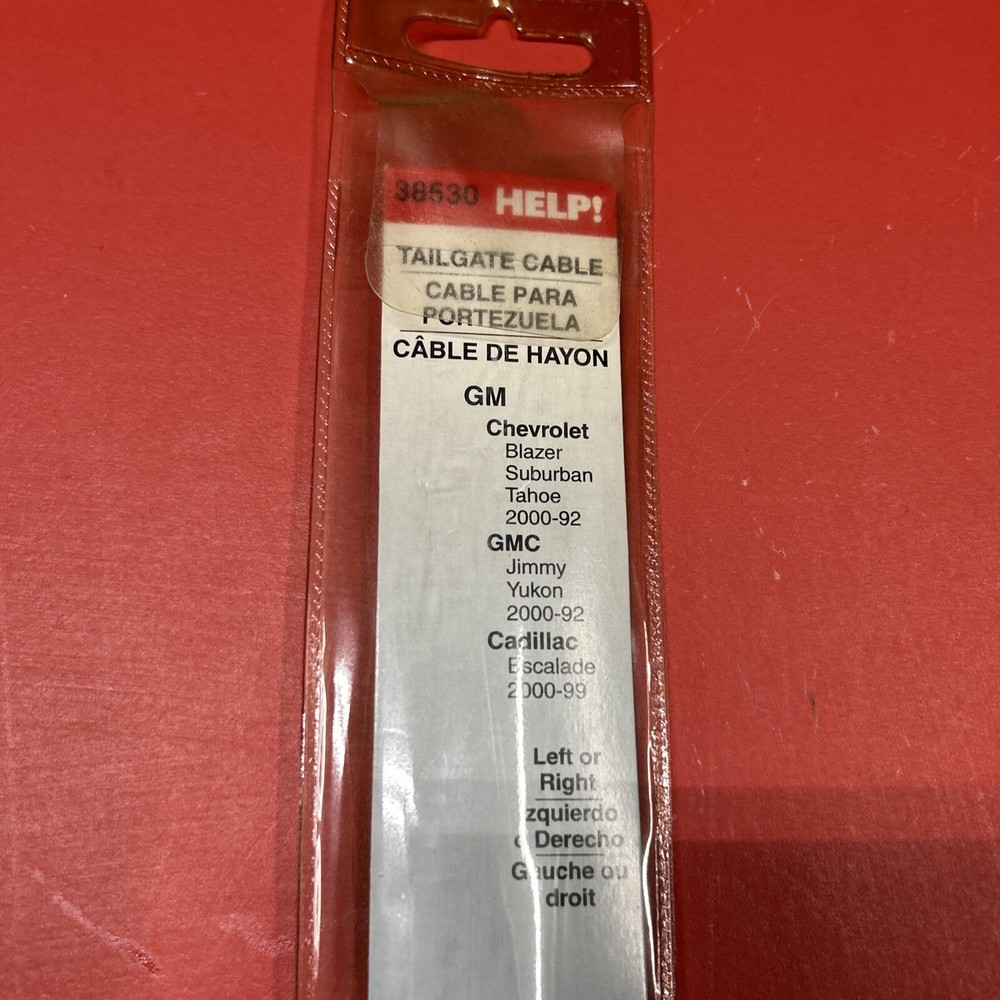 38530 HELP!
TAILGATE CABLE
CABLE PARA
PORTEZUELA
CÂBLE DE HAYON
GM
Chevrolet
Blazer
Suburban
Tahoe
2000-92
GMC
Jimmy
Yukon
2000-92
Cadillac
Escalade
2000-99
Left or
Right
Izquierdo
o Derecho
Gauche ou
droit